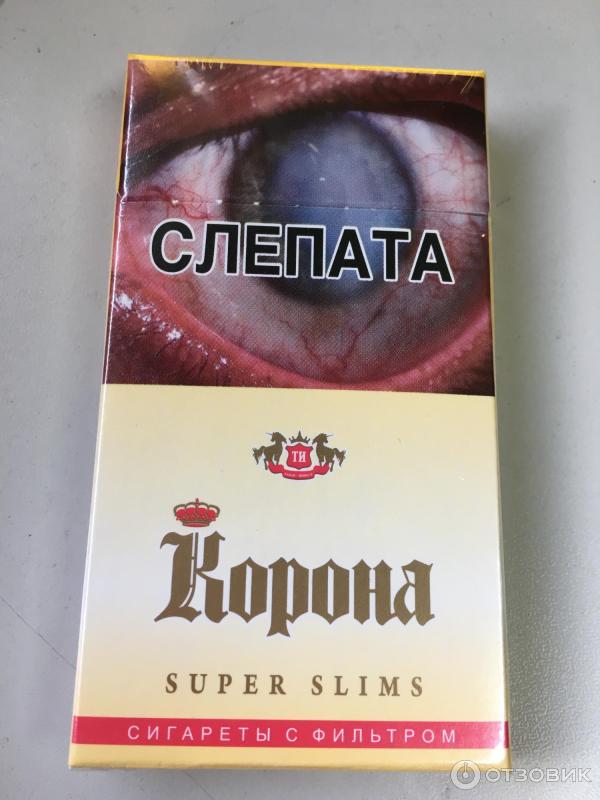 СЛЕПАТА
ТИ
Корона
SUPER SLIMS
СИГАРЕТЫ С ФИЛЬТРОМ
ОТЗОВИК